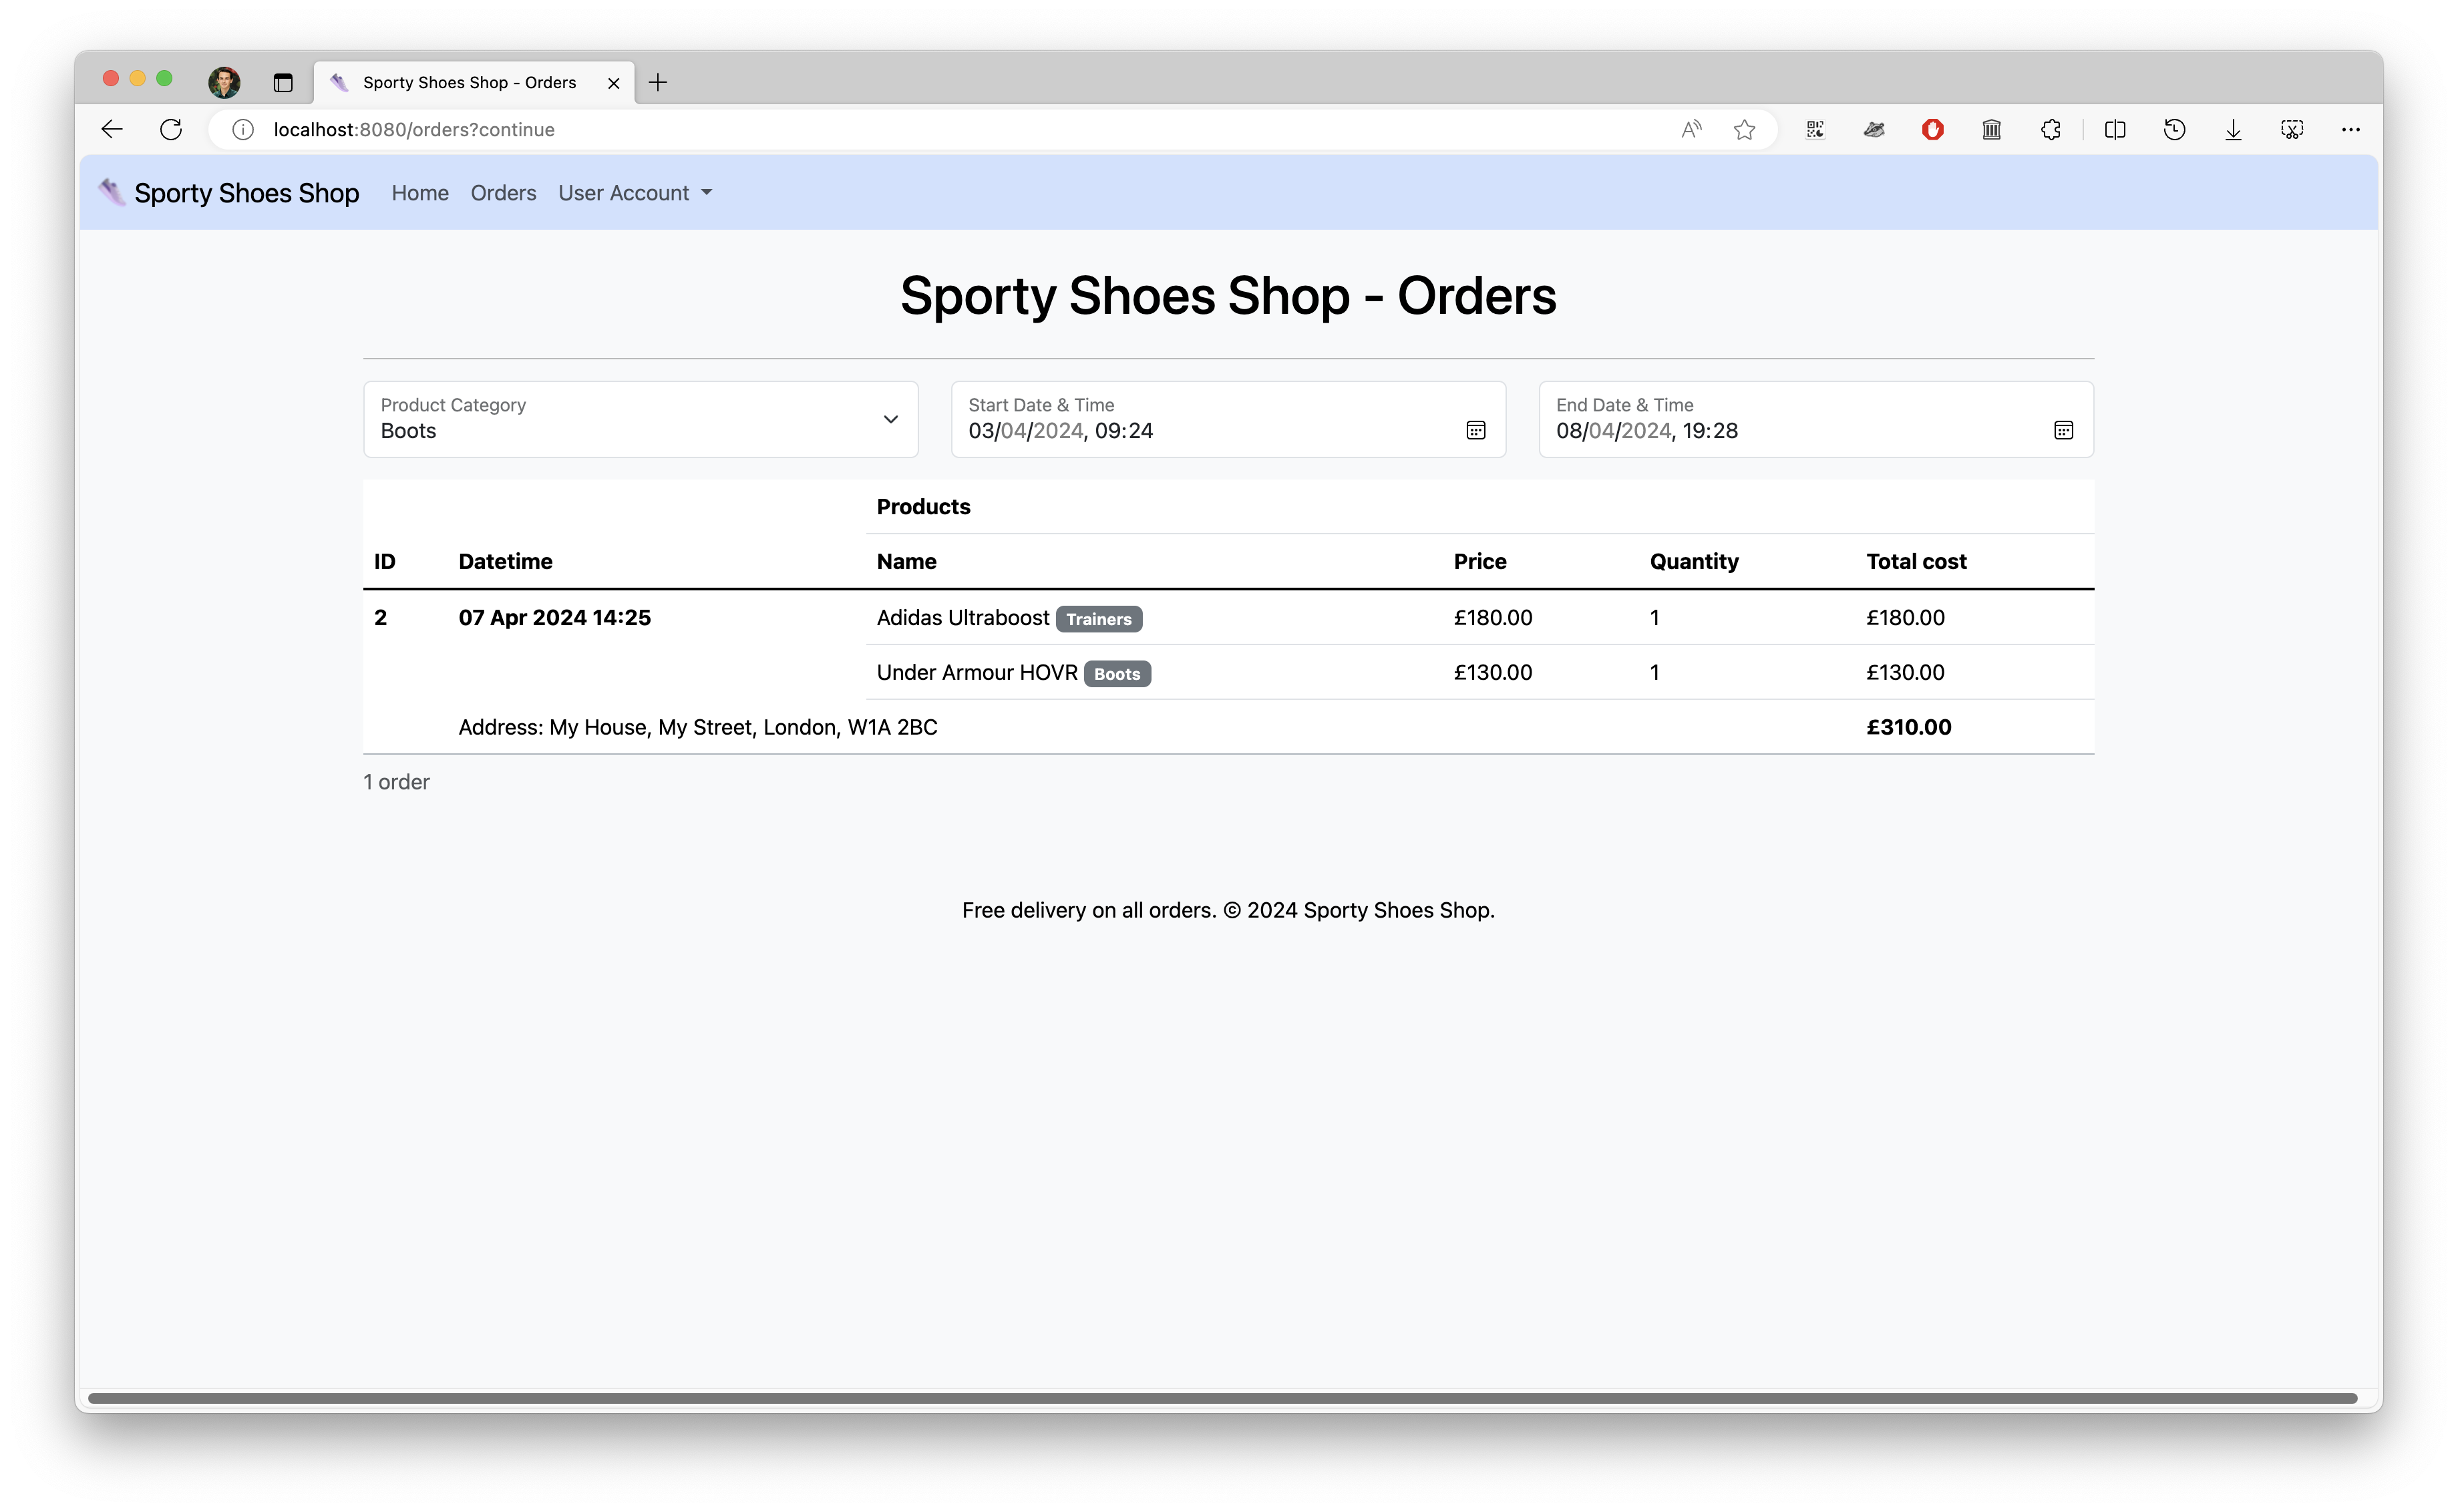 Sporty Shoes Shop - Orders
localhost:8080/orders?continue
Sporty Shoes Shop Home Orders User Account
Sporty Shoes Shop - Orders
Product Category Start Date & Time End Date & Time
Boots 03/04/2024, 09:24 08/04/2024, 19:28
Products
ID Datetime Name Price Quantity Total cost
2 07 Apr 2024 14:25 Adidas Ultraboost Trainers £180.00 1 £180.00
Under Armour HOVR Boots £130.00 1 £130.00
Address: My House, My Street, London, W1A 2BC £310.00
1 order
Free delivery on all orders. © 2024 Sporty Shoes Shop.